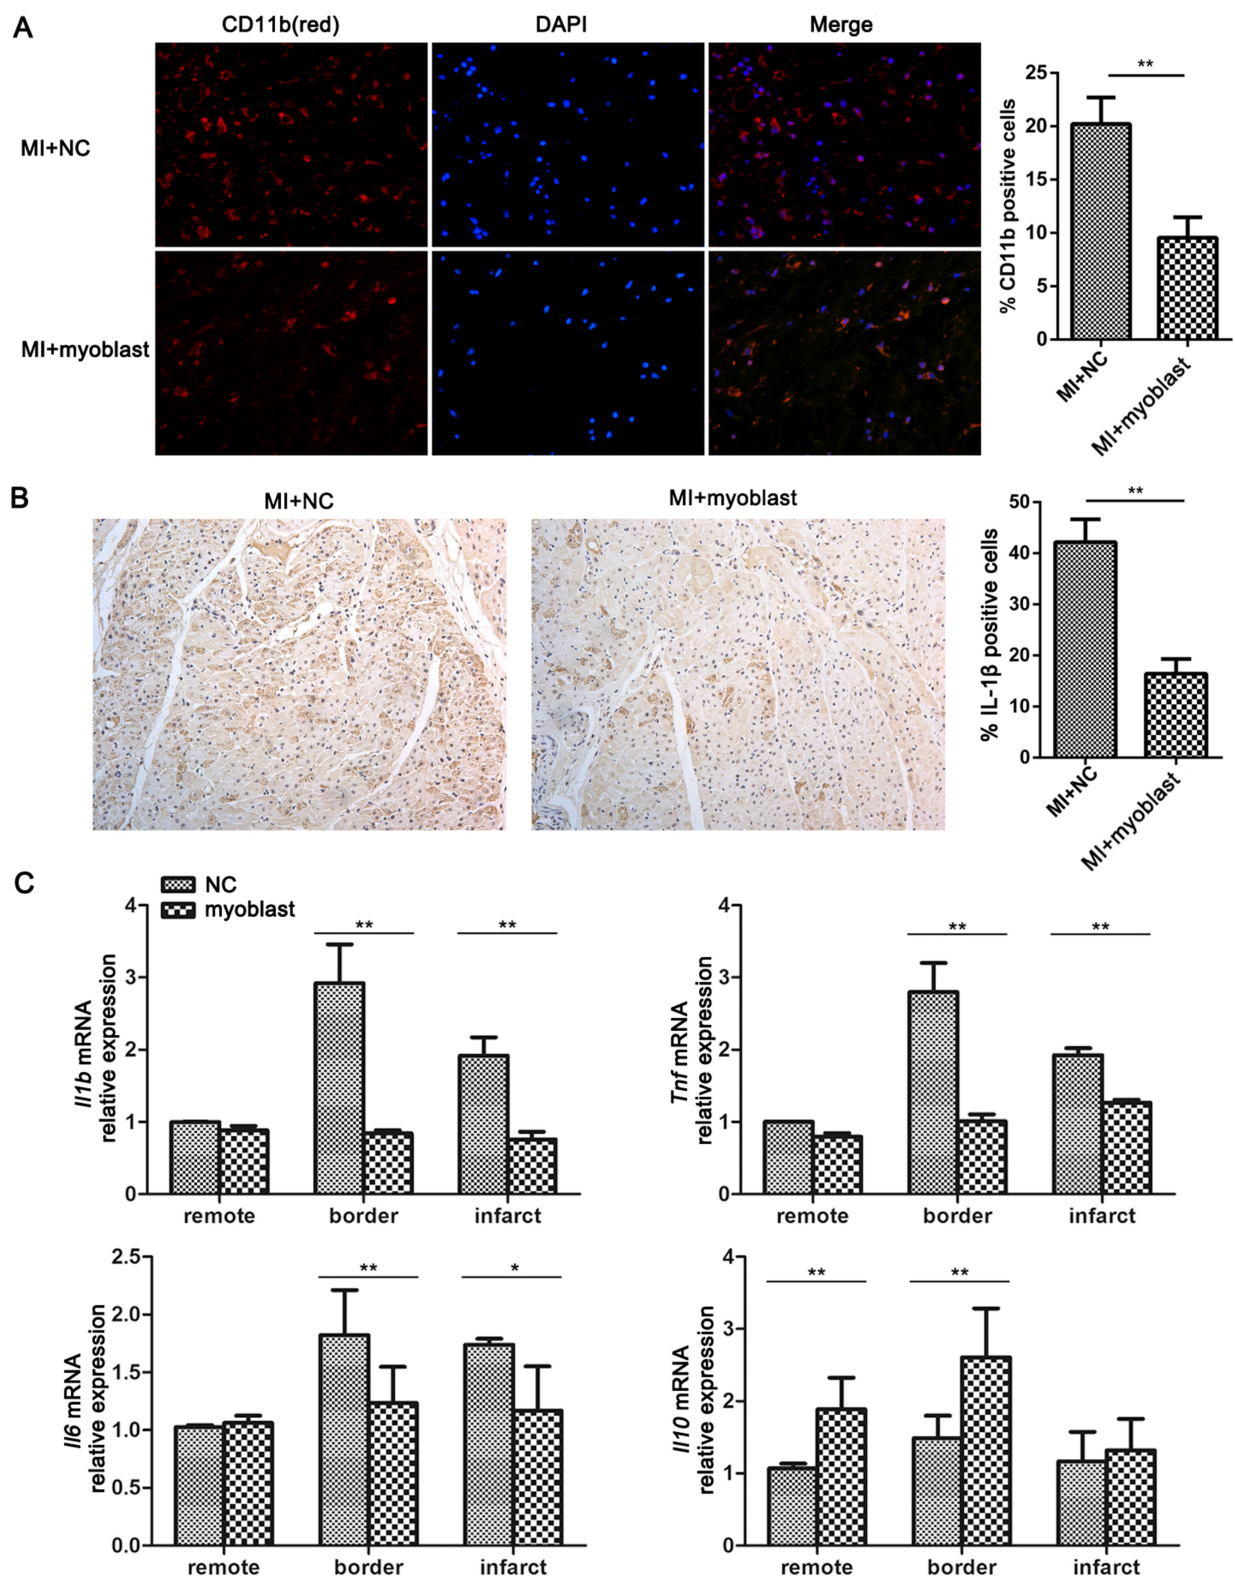 A
CD11b(red)
DAPI
Merge
MI+NC
MI+myoblast
% CD11b positive cells
25
20
15
10
5
0
**
MI+NC
MI+myoblast
B
MI+NC
MI+myoblast
% IL-1β positive cells
50
40
30
20
10
0
**
MI+NC
MI+myoblast
C
NC
myoblast
Il1b mRNA
relative expression
4
3
2
1
0
**
**
remote
border
infarct
Tnf mRNA
relative expression
4
3
2
1
0
**
**
remote
border
infarct
Il6 mRNA
relative expression
2.5
2.0
1.5
1.0
0.5
0.0
**
*
remote
border
infarct
Il10 mRNA
relative expression
4
3
2
1
0
**
**
remote
border
infarct